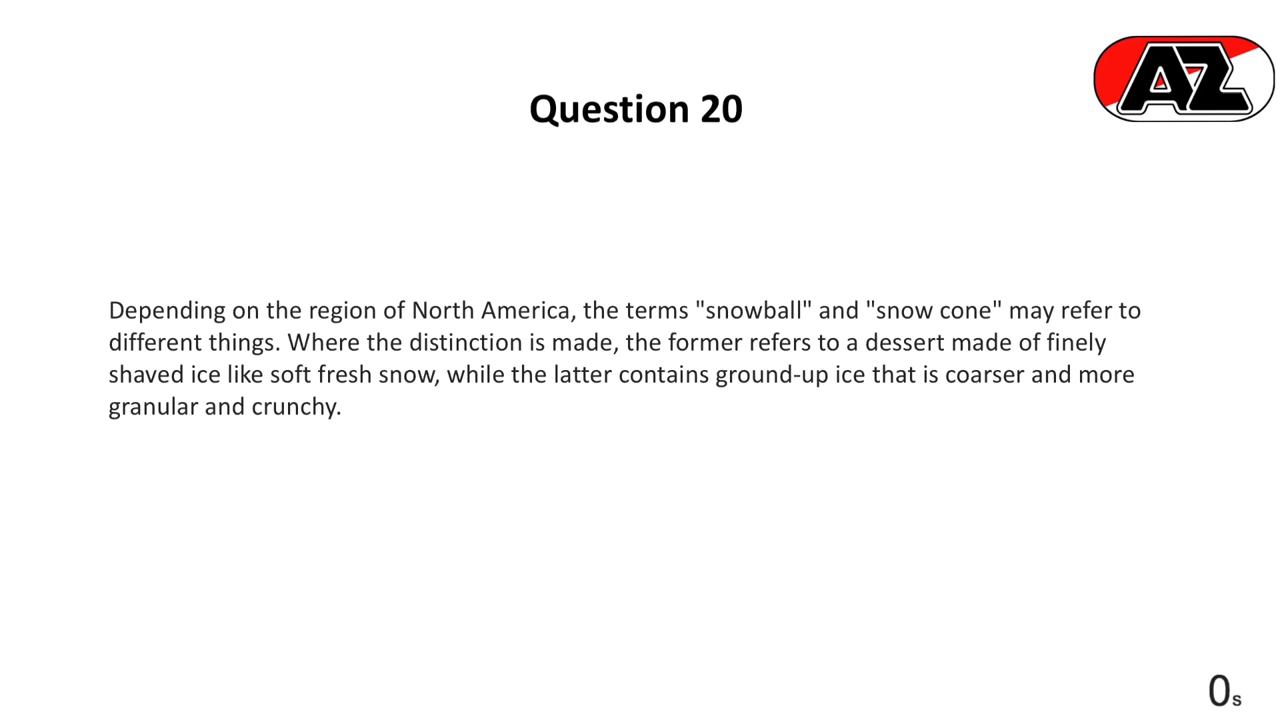 AZ
Question 20
Depending on the region of North America, the terms "snowball" and "snow cone" may refer to
different things. Where the distinction is made, the former refers to a dessert made of finely
shaved ice like soft fresh snow, while the latter contains ground-up ice that is coarser and more
granular and crunchy.
0s